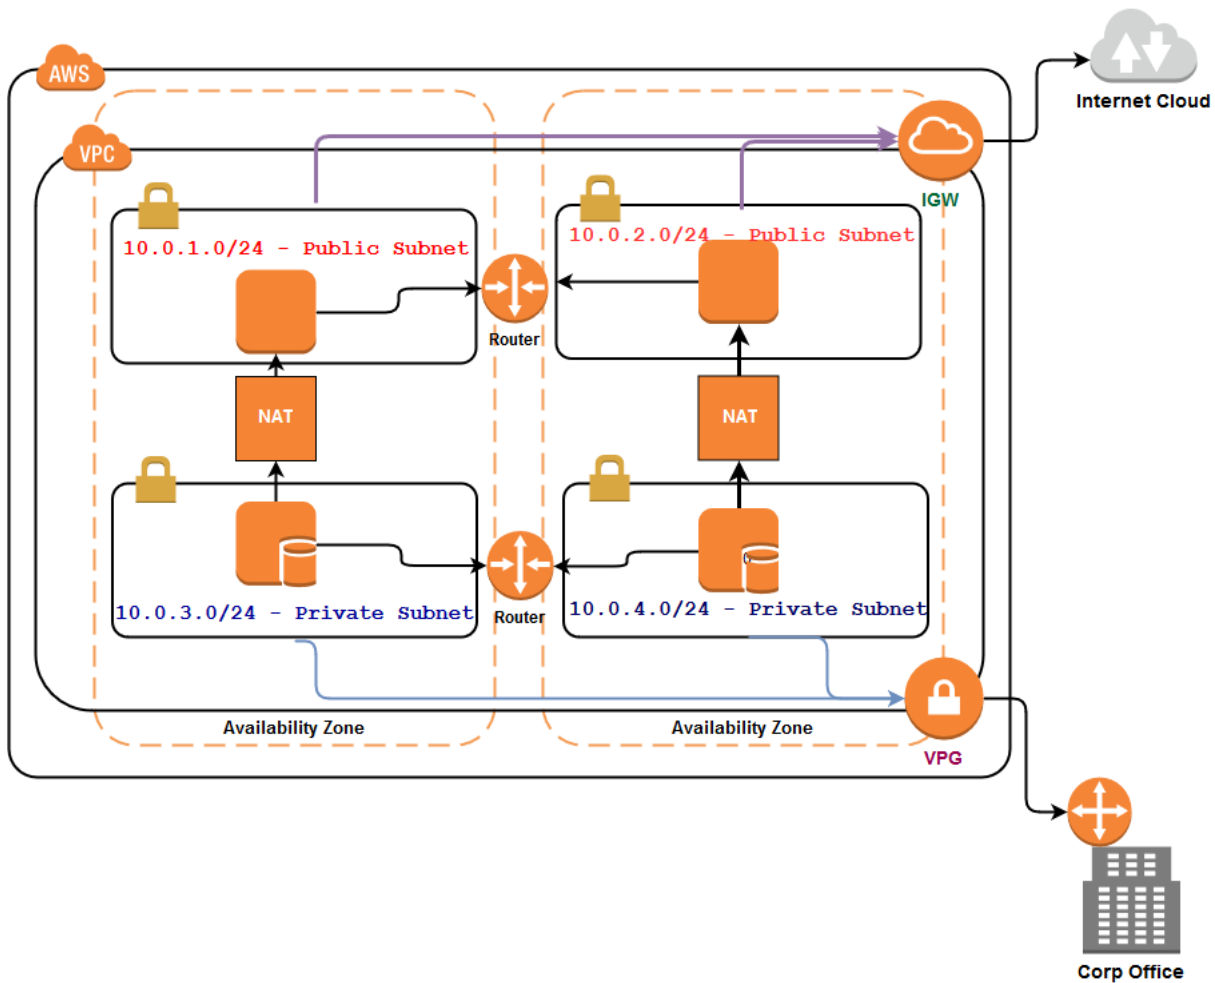 AWS
Internet Cloud
VPC
IGW
10.0.1.0/24 - Public Subnet
10.0.2.0/24 - Public Subnet
Router
NAT
NAT
10.0.3.0/24 - Private Subnet
10.0.4.0/24 - Private Subnet
Router
Availability Zone
Availability Zone
VPG
Corp Office